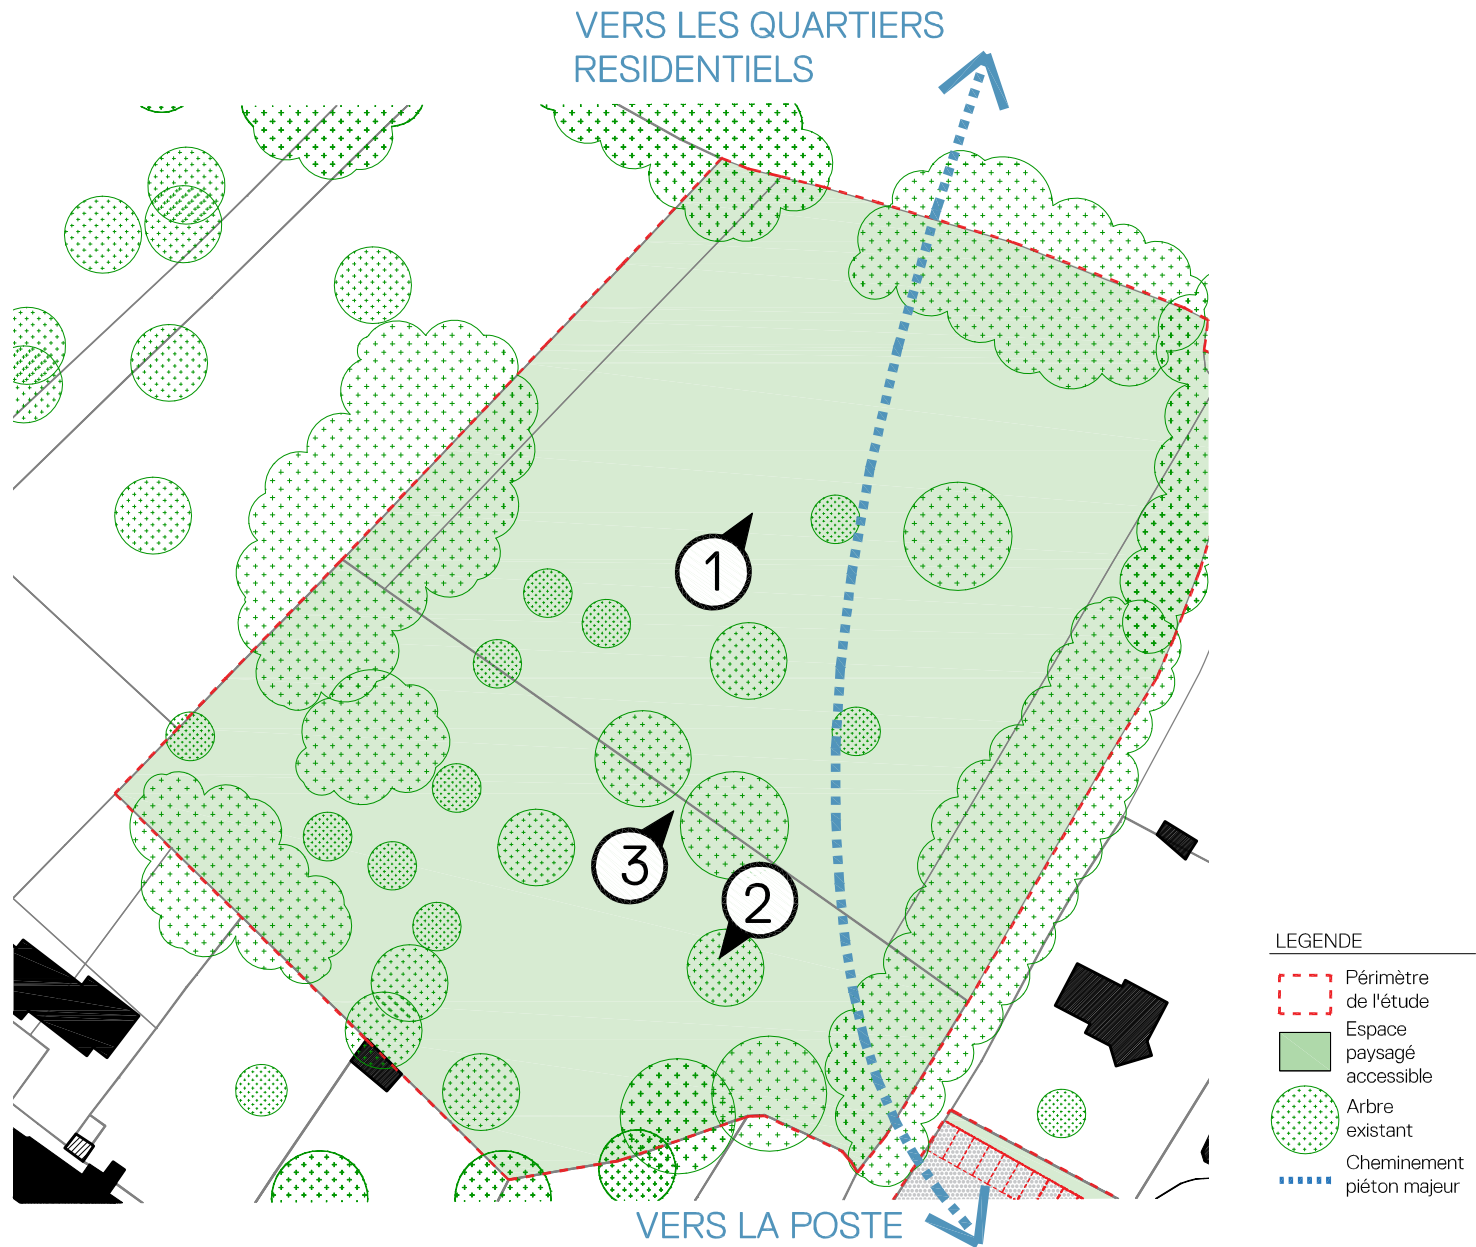 VERS LES QUARTIERS
RESIDENTIELS
1
3
2
LEGENDE
Périmètre
de l'étude
Espace
paysagé
accessible
Arbre
existant
Cheminement
piéton majeur
VERS LA POSTE